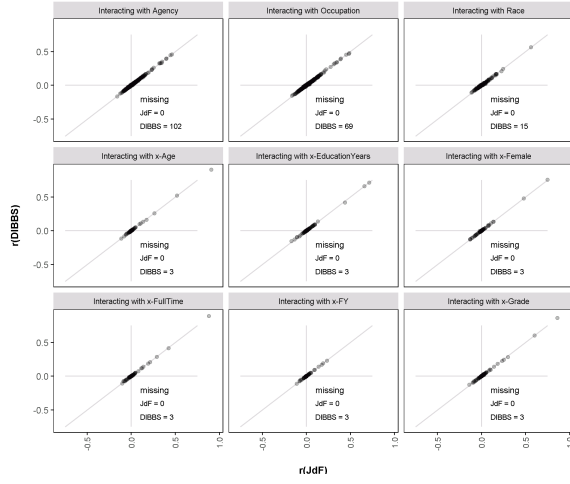 Interacting with Agency
Interacting with Occupation
Interacting with Race
0.5
0.0
-0.5
missing
JdF = 0
DIBBS = 102
missing
JdF = 0
DIBBS = 69
missing
JdF = 0
DIBBS = 15
Interacting with x-Age
Interacting with x-EducationYears
Interacting with x-Female
r(DIBBS)
0.5
0.0
-0.5
missing
JdF = 0
DIBBS = 3
missing
JdF = 0
DIBBS = 3
missing
JdF = 0
DIBBS = 3
Interacting with x-FullTime
Interacting with x-FY
Interacting with x-Grade
0.5
0.0
-0.5
missing
JdF = 0
DIBBS = 3
missing
JdF = 0
DIBBS = 3
missing
JdF = 0
DIBBS = 3
-0.5
0.0
0.5
1.0
-0.5
0.0
0.5
1.0
-0.5
0.0
0.5
1.0
r(JdF)